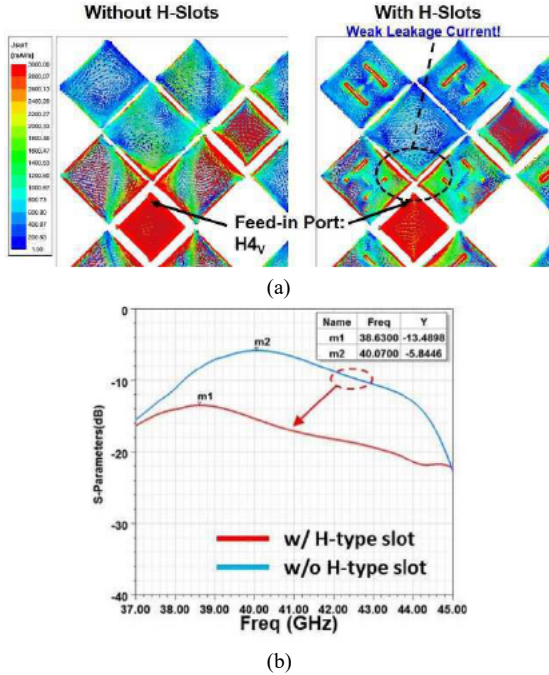 Without H-Slots
With H-Slots
Weak Leakage Current!
3000.00
Feed-in Port:
H4V
(a)
Name Freq Y
m1 38.6300 -13.4898
m2 40.0700 -5.8446
m2
m1
S-Parameters(dB)
0
-10
-20
-30
-40
w/ H-type slot
w/o H-type slot
37.00 38.00 39.00 40.00 41.00 42.00 43.00 44.00 45.00
Freq (GHz)
(b)